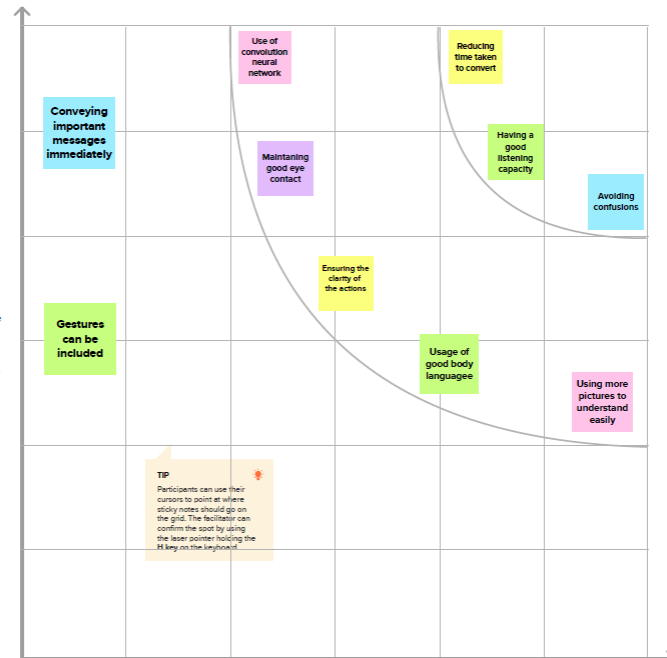 Use of
convolution
neural
network
Reducing
time taken
to convert
Conveying
important
messages
immediately
Having a
good
listening
capacity
Maintaning
good eye
contact
Avoiding
confusions
Ensuring the
clarity of
the actions
Gestures
can be
included
Usage of
good body
languagee
Using more
pictures to
understand
easily
TIP
Participants can use their
cursors to point at where
sticky notes should go on
the grid. The facilitator can
confirm the spot by using
the laser pointer holding the
H key on the keyboard.